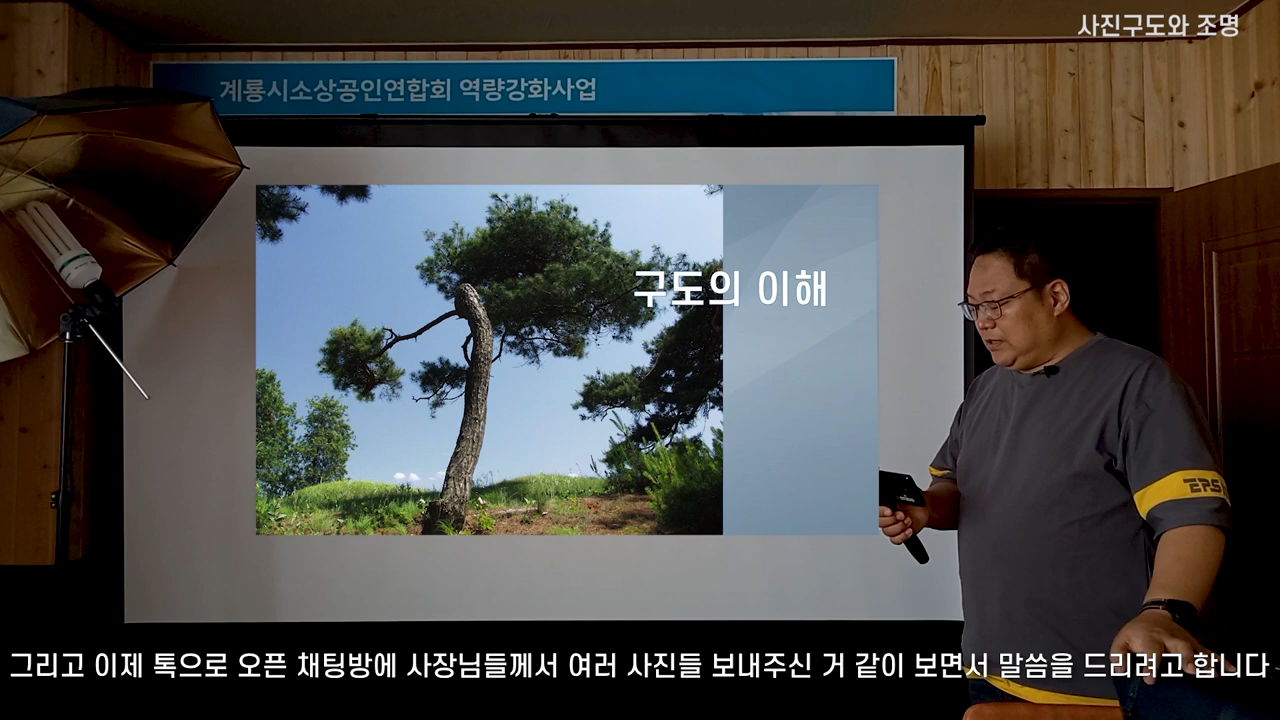 사진구도와 조명
계룡시소상공인연합회 역량강화사업
구도의 이해
그리고 이제 톡으로 오픈 채팅방에 사장님들께서 여러 사진들 보내주신 거 같이 보면서 말씀을 드리려고 합니다